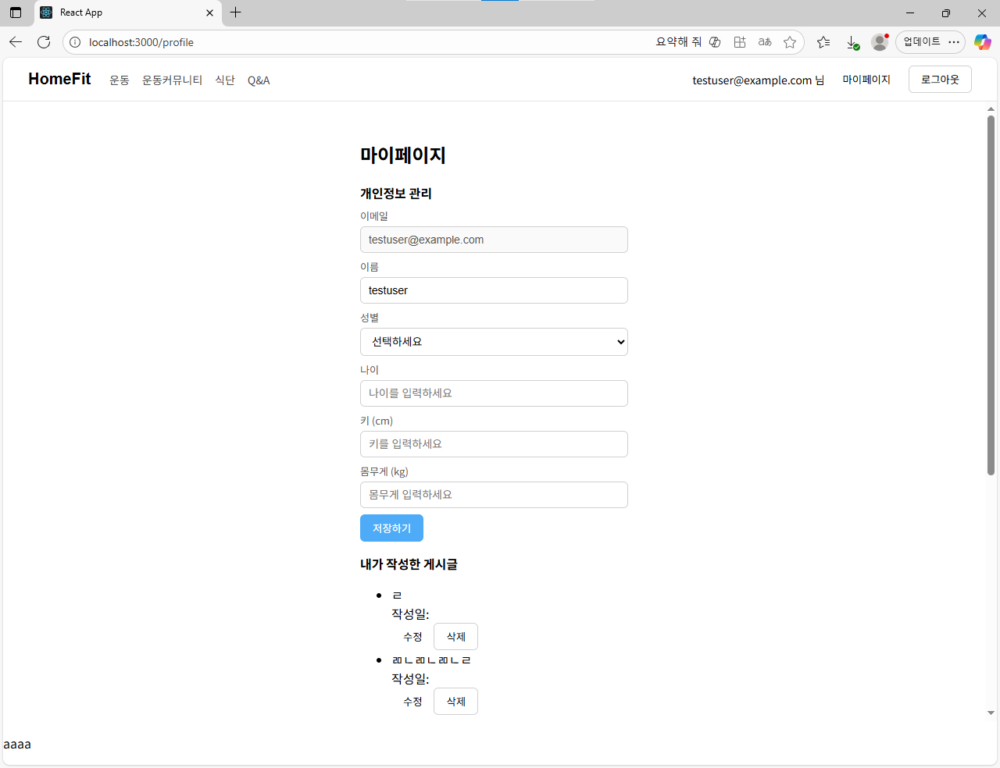 React App
localhost:3000/profile
요약해 줘
aあ
업데이트
HomeFit 운동 운동커뮤니티 식단 Q&A testuser@example.com 님 마이페이지 로그아웃
마이페이지
개인정보 관리
이메일
testuser@example.com
이름
testuser
성별
선택하세요
나이
나이를 입력하세요
키 (cm)
키를 입력하세요
몸무게 (kg)
몸무게 입력하세요
저장하기
내가 작성한 게시글
ㄹ
작성일:
수정 삭제
ㄻㄴㄻㄴㄻㄴㄹ
작성일:
수정 삭제
aaaa